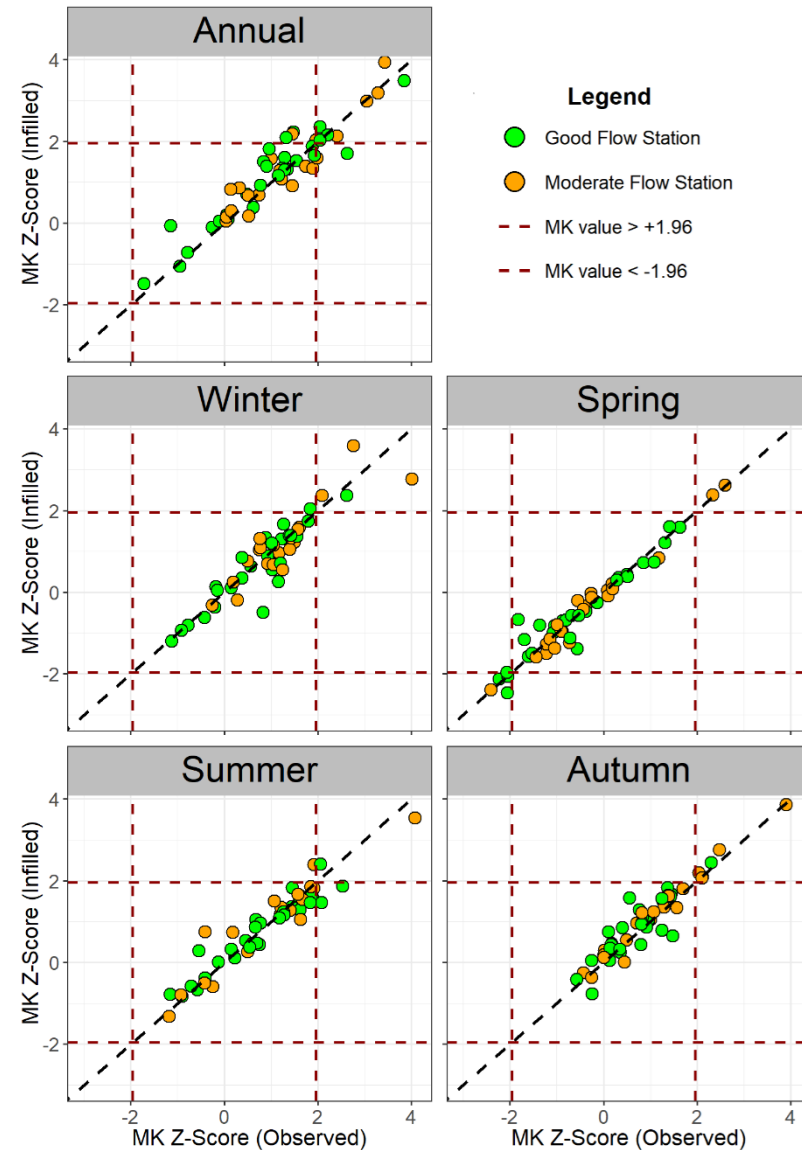 Annual
4
2
0
-2
MK Z-Score (Infilled)
Legend
Good Flow Station
Moderate Flow Station
MK value > +1.96
MK value < -1.96
Winter
Spring
4
2
0
-2
MK Z-Score (Infilled)
Summer
Autumn
4
2
0
-2
MK Z-Score (Infilled)
-2 0 2 4 -2 0 2 4
MK Z-Score (Observed) MK Z-Score (Observed)